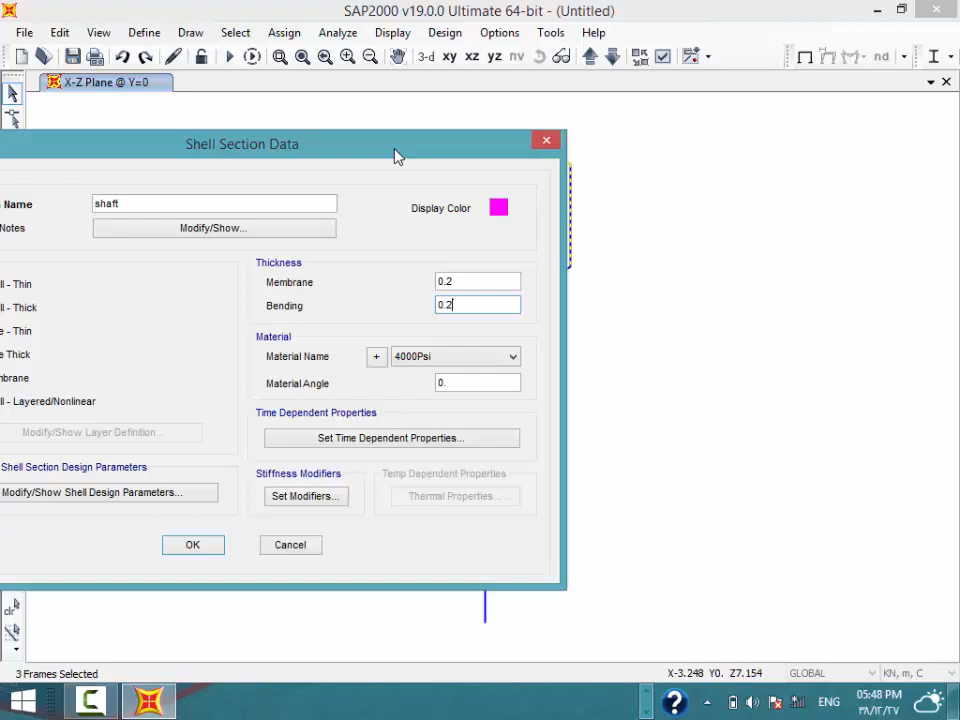 SAP2000 v19.0.0 Ultimate 64-bit - (Untitled)
File Edit View Define Draw Select Assign Analyze Display Design Options Tools Help
3-d xy xz yz nv nd
X-Z Plane @ Y=0
Shell Section Data
Name shaft
Display Color
Notes Modify/Show...
Thickness
Membrane 0.2
Bending 0.2
- Thin
- Thick
- Thin
Thick
Material
Material Name + 4000Psi
Material Angle 0.
- Layered/Nonlinear
Modify/Show Layer Definition...
Time Dependent Properties
Set Time Dependent Properties...
Shell Section Design Parameters
Modify/Show Shell Design Parameters...
Stiffness Modifiers
Set Modifiers...
Temp Dependent Properties
Thermal Properties...
OK Cancel
clr
3 Frames Selected
X-3.248 Y0. Z7.154 GLOBAL KN, m, C
ENG
05:48 PM
٣٨/١٢/٢٧